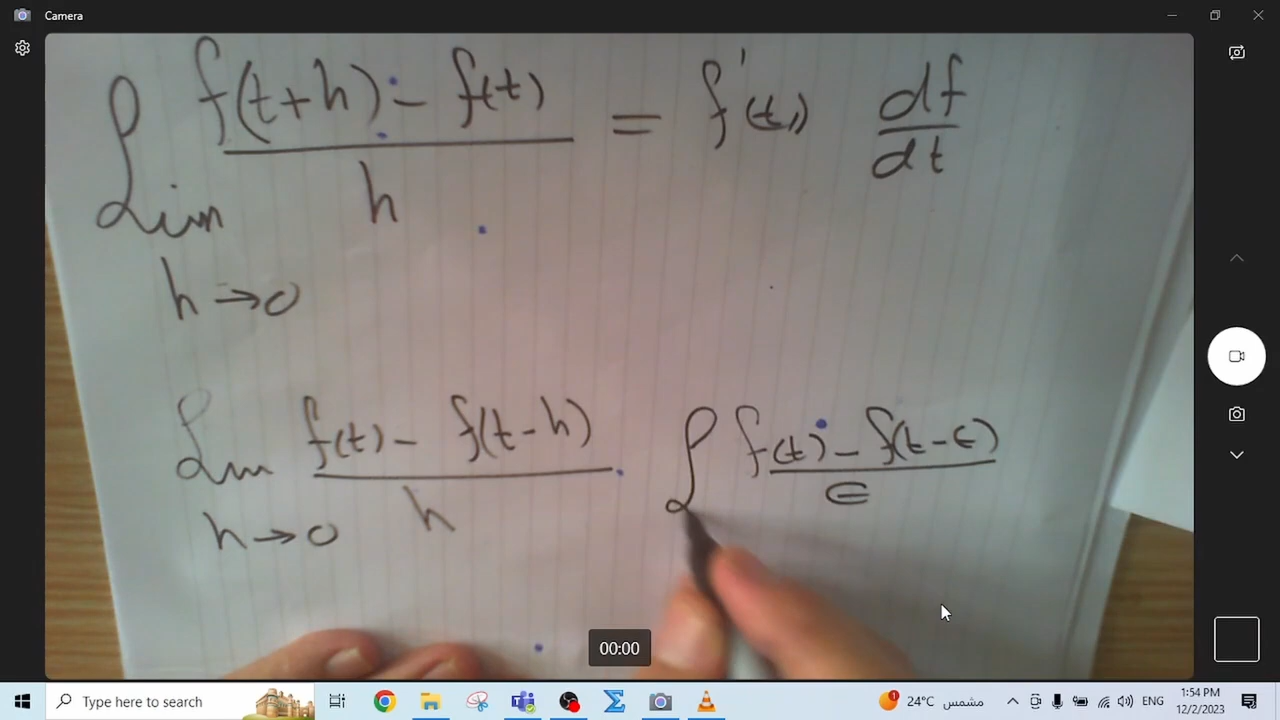 Camera
f(t+h) - f(t) = f'(t) df
Lim h dt
h→0
Lim f(t) - f(t-h) f(t) - f(t-ϵ)
h→0 h ϵ
00:00
Type here to search
24°C مشمس
ENG
1:54 PM
12/2/2023